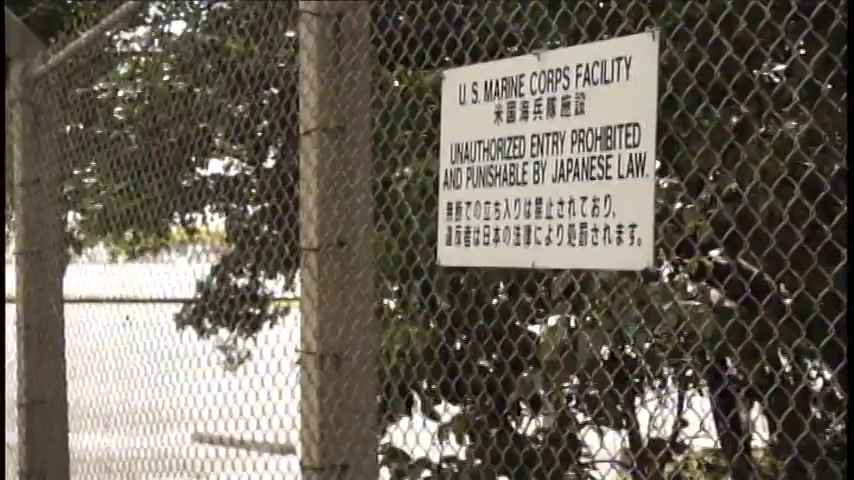 U.S. MARINE CORPS FACILITY
米国海兵隊施設
UNAUTHORIZED ENTRY PROHIBITED
AND PUNISHABLE BY JAPANESE LAW.
無断での立ち入りは禁止されており,
違反者は日本の法律により処罰されます。